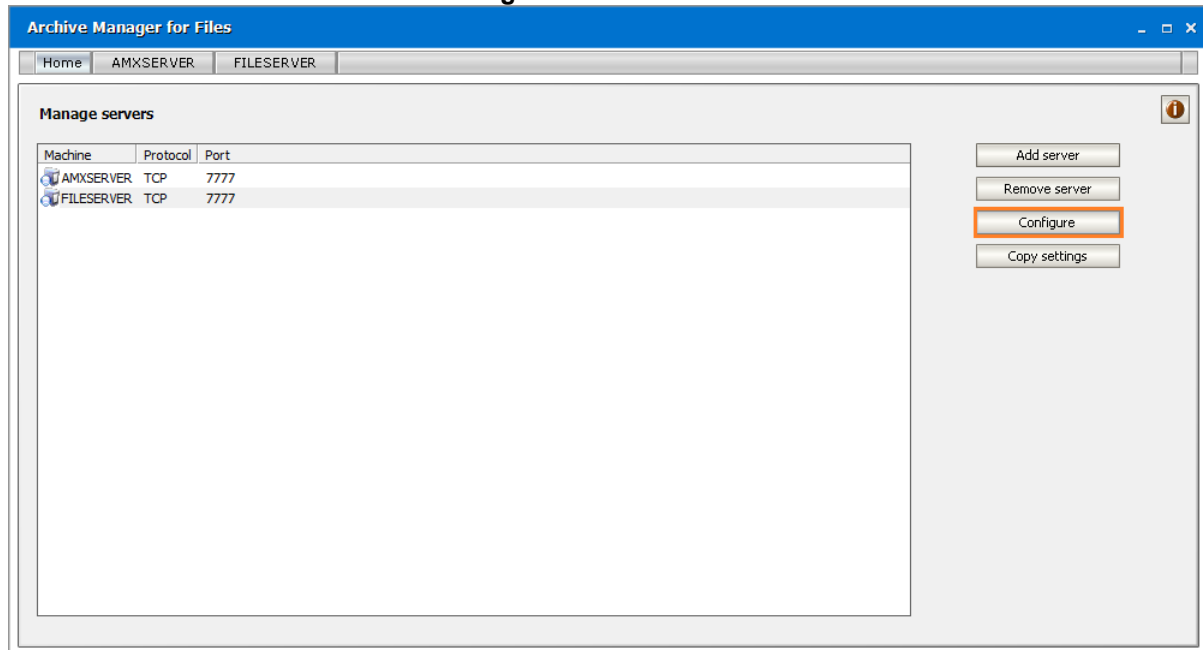 Archive Manager for Files
Home AMXSERVER FILESERVER
Manage servers
Machine Protocol Port
AMXSERVER TCP 7777
FILESERVER TCP 7777
Add server
Remove server
Configure
Copy settings